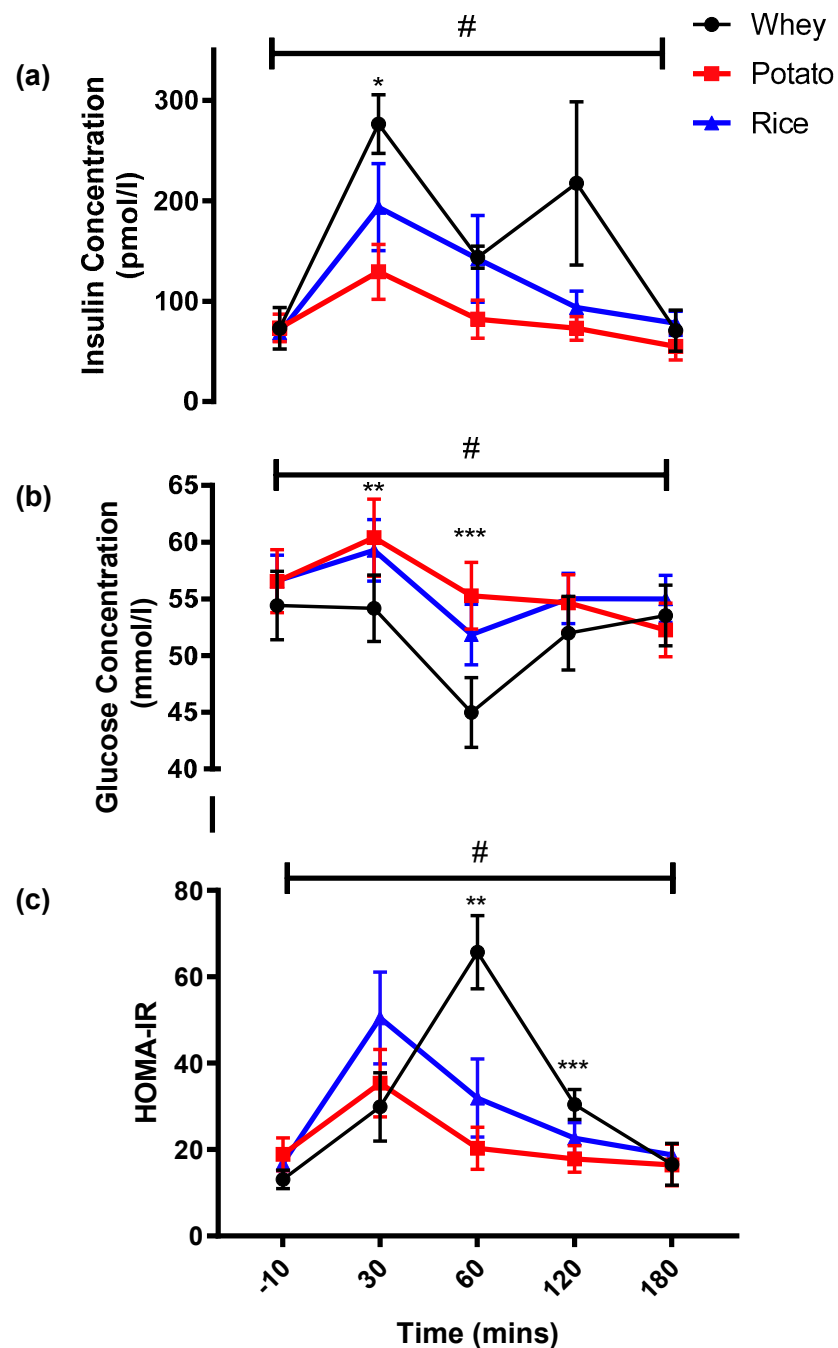 Whey
Potato
Rice
(a)
#
*
300
200
100
0
Insulin Concentration
(pmol/l)
(b)
#
**
***
65
60
55
50
45
40
Glucose Concentration
(mmol/l)
(c)
#
**
***
80
60
40
20
0
HOMA-IR
-10
30
60
120
180
Time (mins)